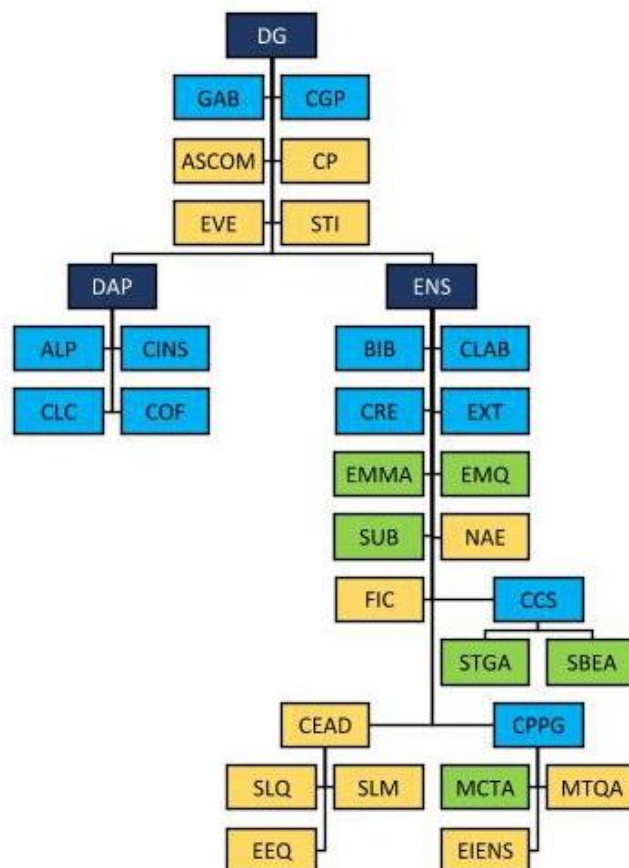 DG
GAB CGP
ASCOM CP
EVE STI
DAP ENS
ALP CINS BIB CLAB
CLC COF CRE EXT
EMMA EMQ
SUB NAE
FIC CCS
STGA SBEA
CEAD CPPG
SLQ SLM MCTA MTQA
EEQ EIENS